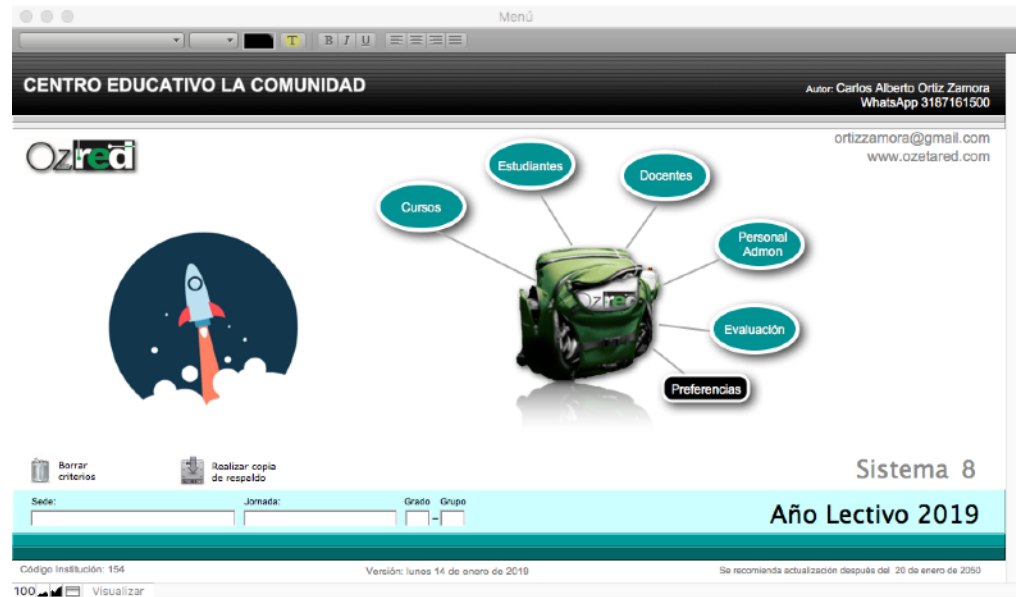 Menú
T B I U
CENTRO EDUCATIVO LA COMUNIDAD
Autor: Carlos Alberto Ortiz Zamora
WhatsApp 3187161500
ortizzamora@gmail.com
www.ozetared.com
Ozred
Estudiantes
Docentes
Cursos
Personal
Admon
Ozred
Evaluación
Preferencias
Borrar
criterios
Realizar copia
de respaldo
Sistema 8
Sede:
Jornada:
Grado Grupo
–
Año Lectivo 2019
Código Institución: 154
Versión: lunes 14 de enero de 2019
Se recomienda actualización después del 20 de enero de 2050
100
Visualizar